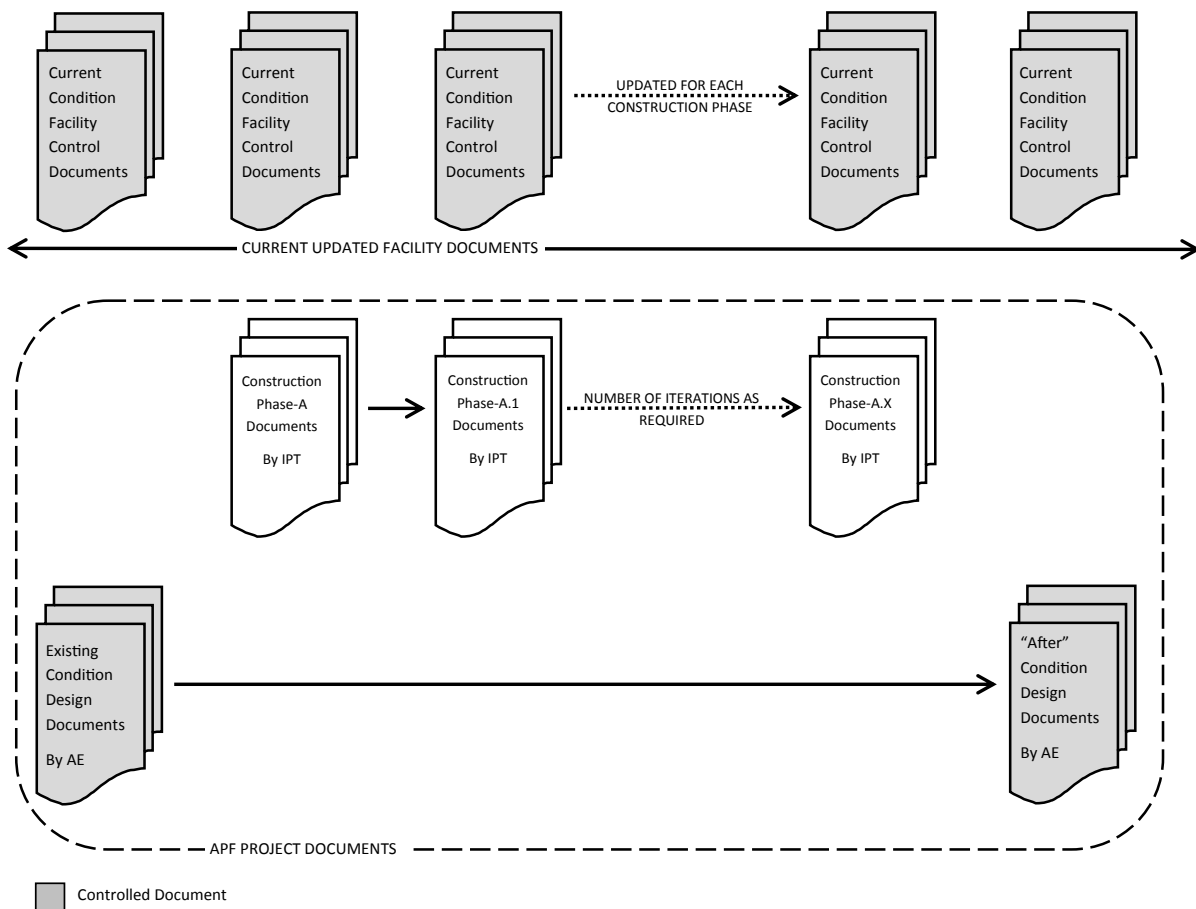 Current
Condition
Facility
Control
Documents
Current
Condition
Facility
Control
Documents
Current
Condition
Facility
Control
Documents
UPDATED FOR EACH
CONSTRUCTION PHASE
Current
Condition
Facility
Control
Documents
Current
Condition
Facility
Control
Documents
CURRENT UPDATED FACILITY DOCUMENTS
Construction
Phase-A
Documents
By IPT
Construction
Phase-A.1
Documents
By IPT
NUMBER OF ITERATIONS AS
REQUIRED
Construction
Phase-A.X
Documents
By IPT
Existing
Condition
Design
Documents
By AE
“After”
Condition
Design
Documents
By AE
APF PROJECT DOCUMENTS
Controlled Document